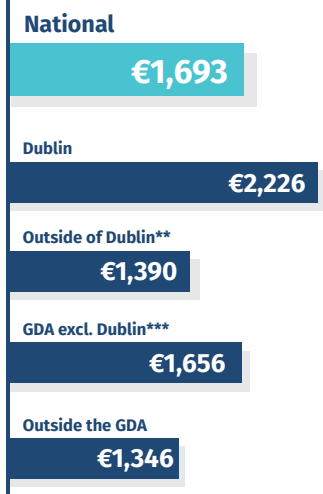 National
€1,693
Dublin
€2,226
Outside of Dublin**
€1,390
GDA excl. Dublin***
€1,656
Outside the GDA
€1,346